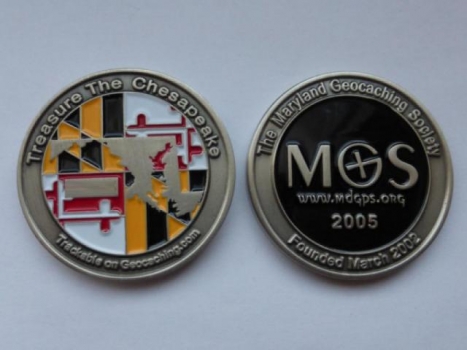 Treasure The Chesapeake
Trackable on Geocaching.com
The Maryland Geocaching Society
MGS
www.mdgps.org
2005
Founded March 2002